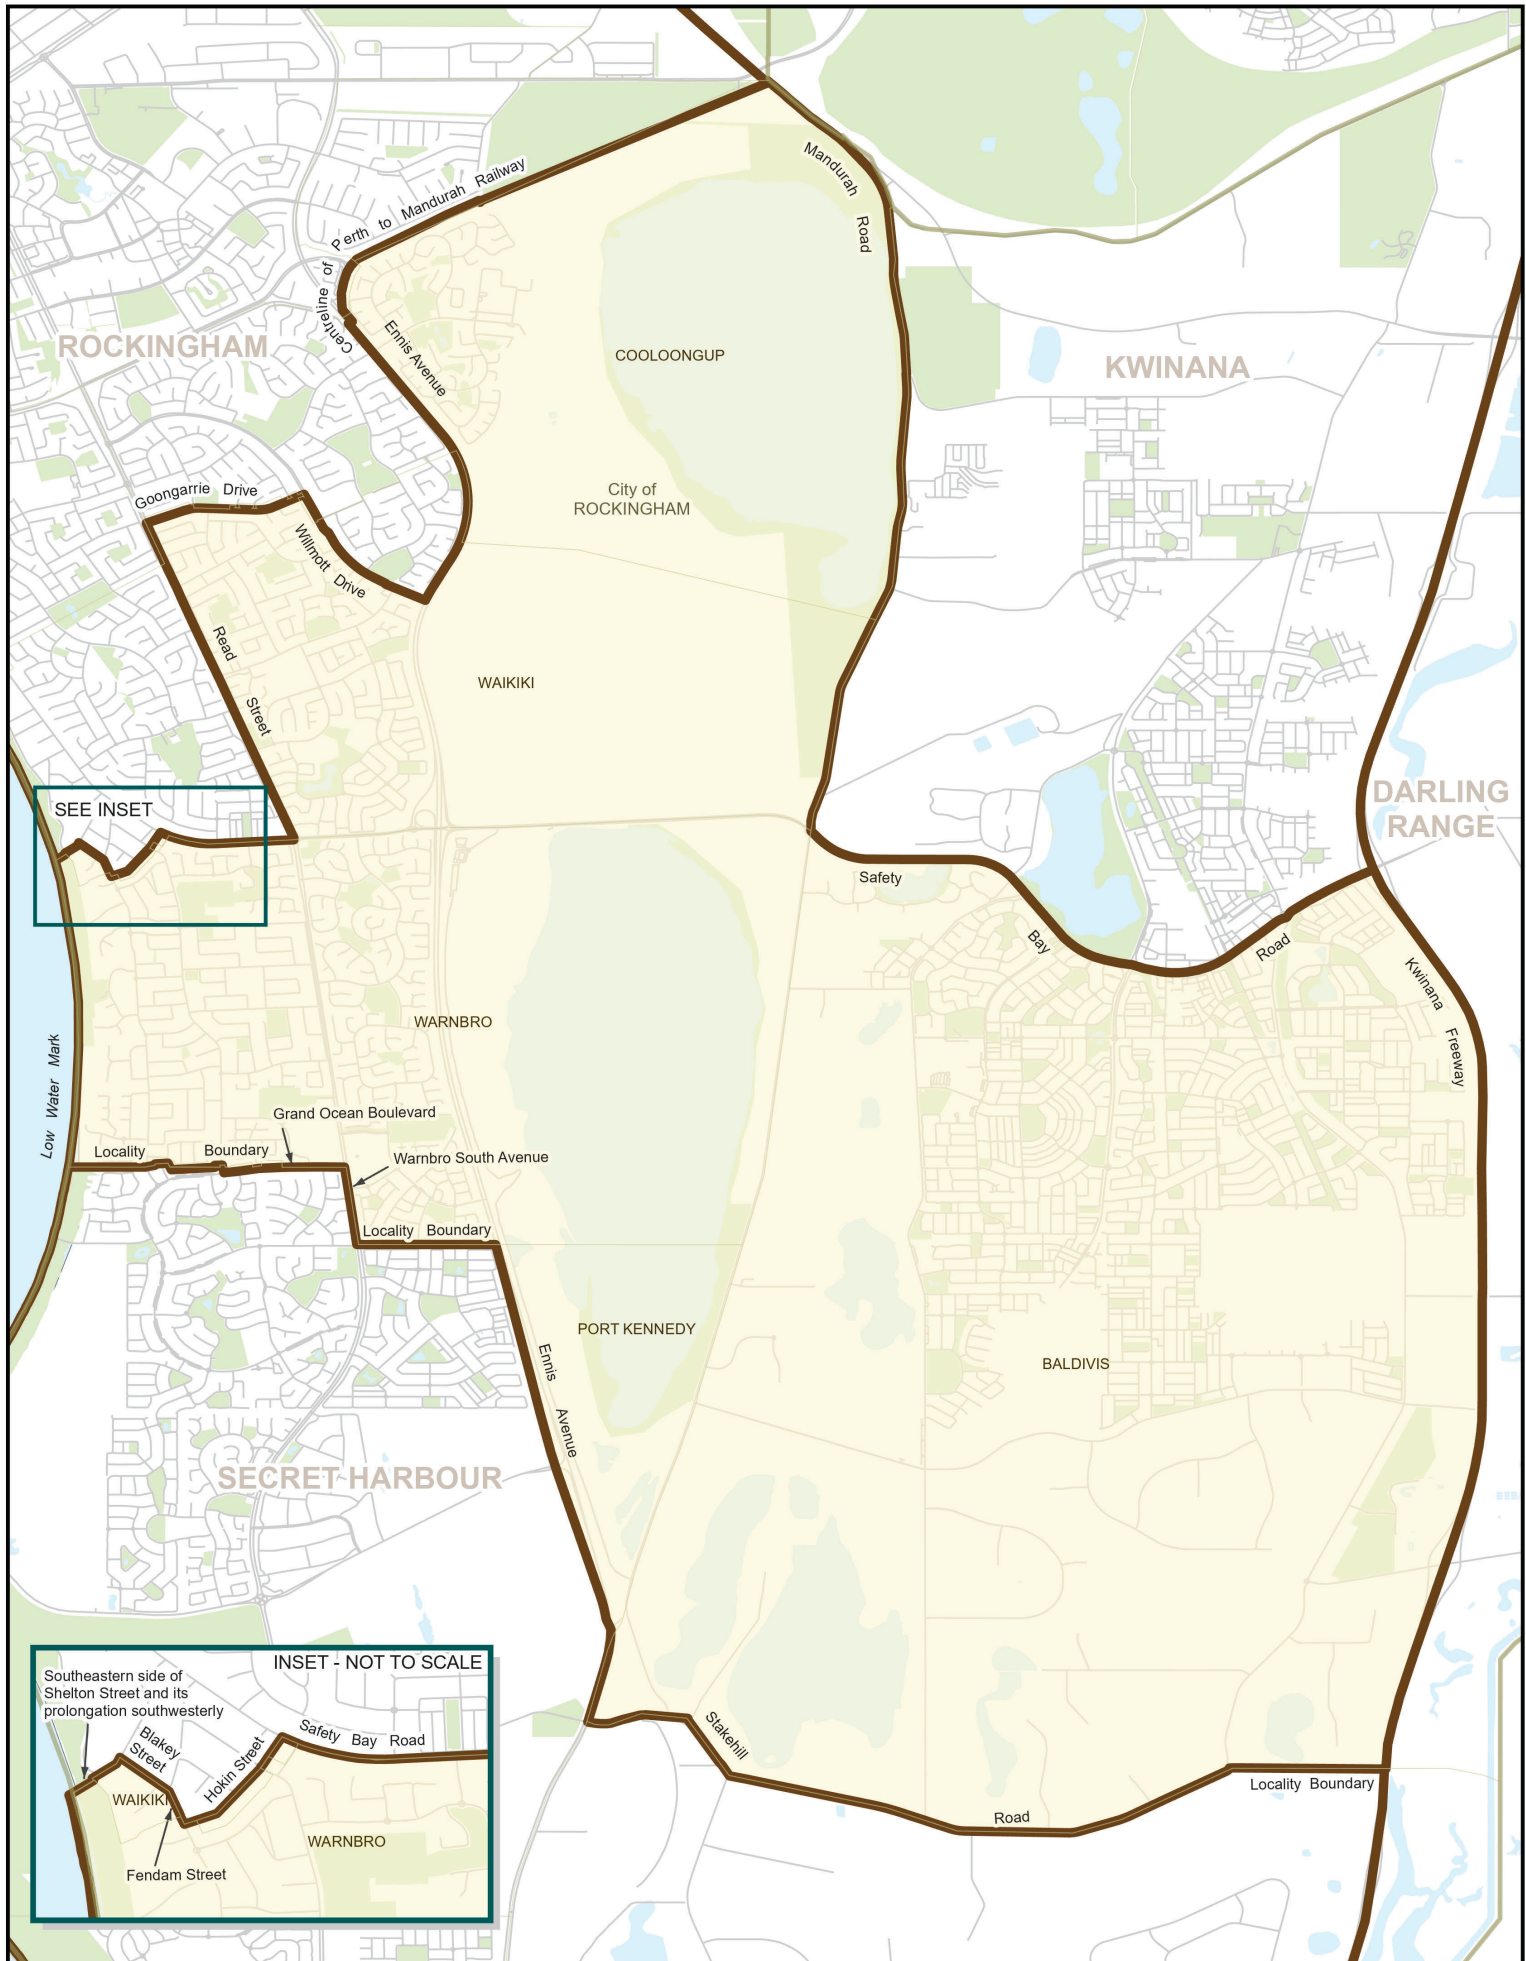 Mandurah
Road
Centreline of
Perth to Mandurah Railway
Ennis Avenue
ROCKINGHAM
COOLOONGUP
KWINANA
City of
ROCKINGHAM
Goongarrie Drive
Willmott Drive
Read
Street
WAIKIKI
SEE INSET
DARLING
RANGE
Safety
Bay
Road
Kwinana
Freeway
WARNBRO
Low Water Mark
Grand Ocean Boulevard
Locality Boundary
Warnbro South Avenue
Locality Boundary
PORT KENNEDY
Ennis
Avenue
BALDIVIS
SECRET HARBOUR
Stakehill
Road
Locality Boundary
INSET - NOT TO SCALE
Southeastern side of
Shelton Street and its
prolongation southwesterly
Blakey
Street
Hokin Street
Safety Bay Road
WAIKIKI
WARNBRO
Fendam Street